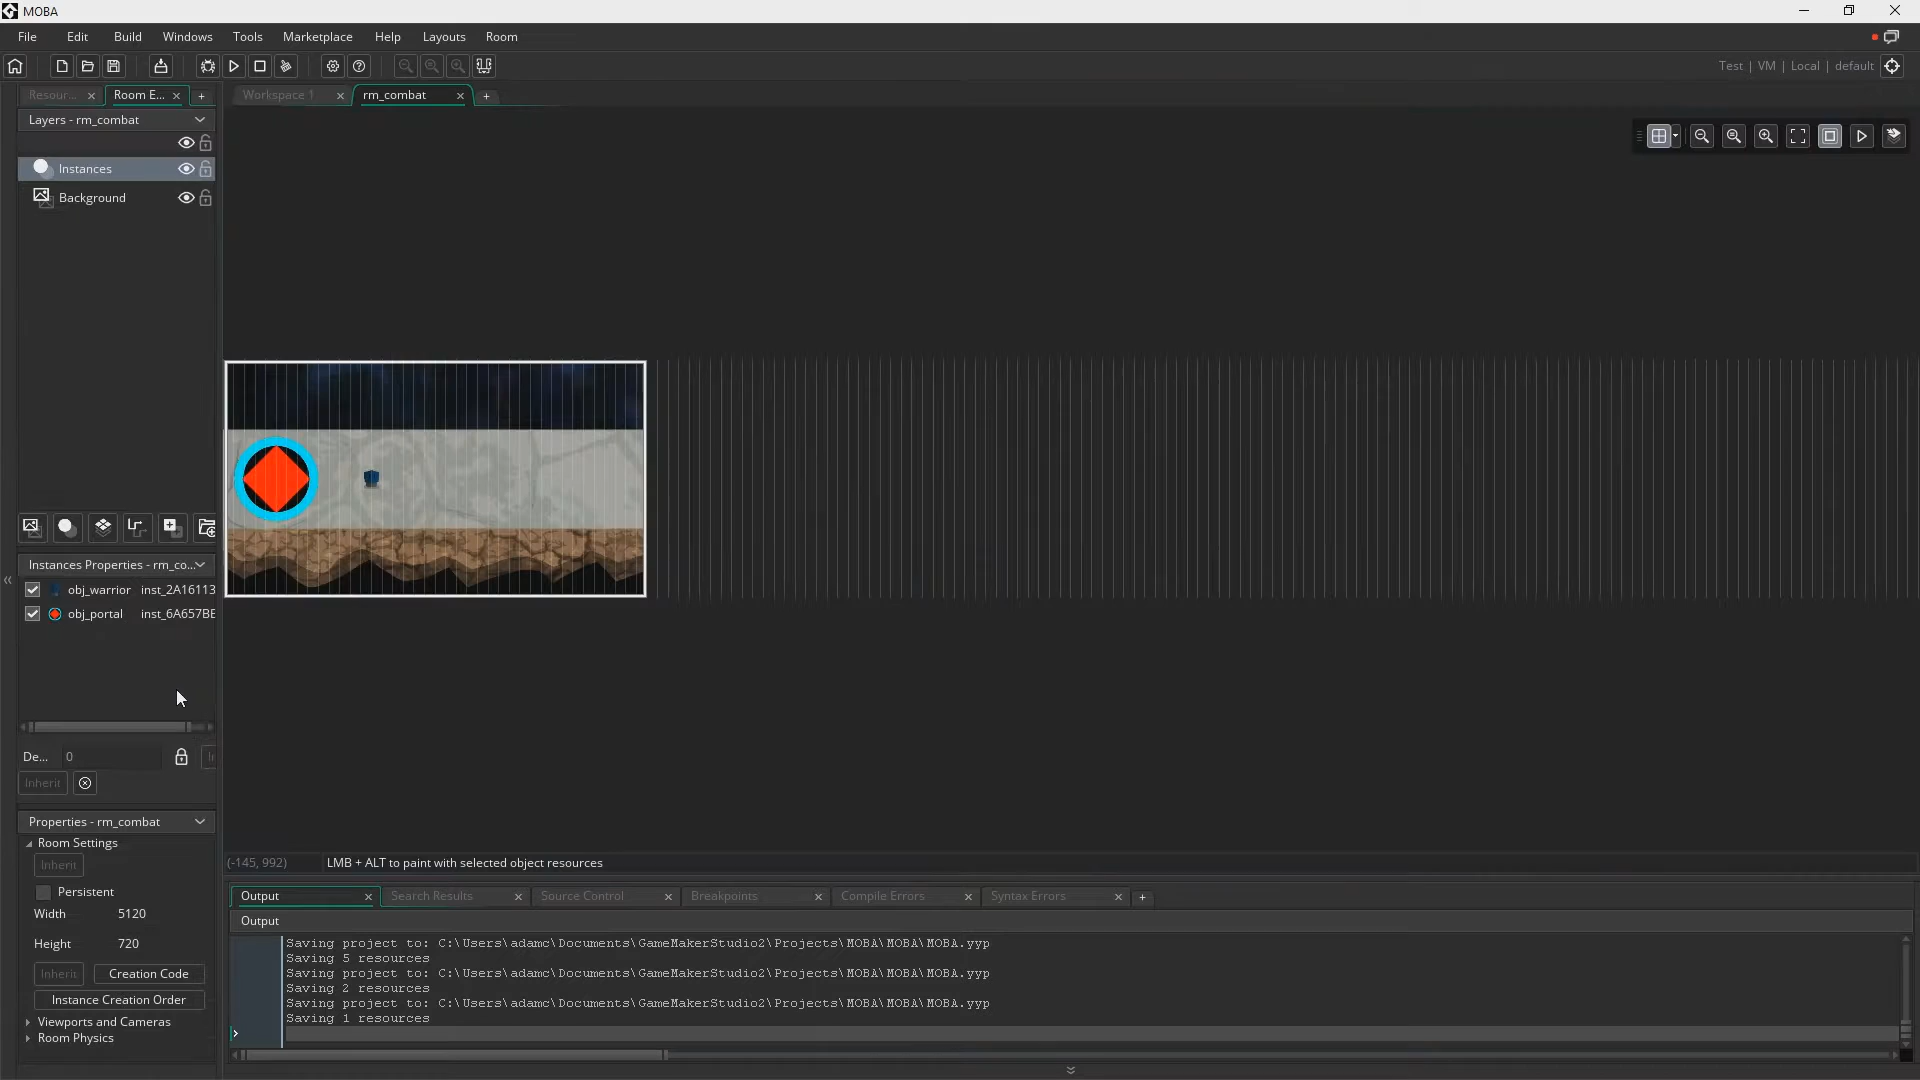 MOBA
File Edit Build Windows Tools Marketplace Help Layouts Room
Test | VM | Local | default
Resour... Room E...
Workspace 1 rm_combat
Layers - rm_combat
Instances
Background
Instances Properties - rm_co...
obj_warrior inst_2A16113
obj_portal inst_6A657BE
De... 0
Inherit
Properties - rm_combat
Room Settings
Inherit
Persistent
Width 5120
Height 720
Inherit Creation Code
Instance Creation Order
Viewports and Cameras
Room Physics
(-145, 992) LMB + ALT to paint with selected object resources
Output Search Results Source Control Breakpoints Compile Errors Syntax Errors
Output
Saving project to: C:\Users\adamc\Documents\GameMakerStudio2\Projects\MOBA\MOBA\MOBA.yyp
Saving 5 resources
Saving project to: C:\Users\adamc\Documents\GameMakerStudio2\Projects\MOBA\MOBA\MOBA.yyp
Saving 2 resources
Saving project to: C:\Users\adamc\Documents\GameMakerStudio2\Projects\MOBA\MOBA\MOBA.yyp
Saving 1 resources